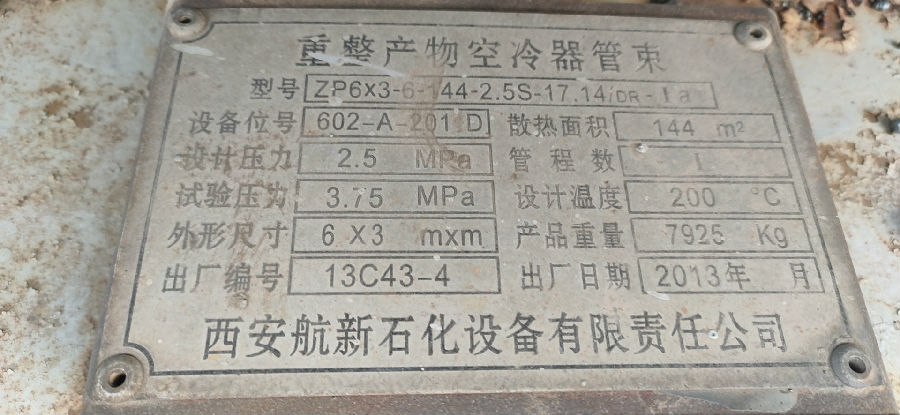 重整产物空冷器管束
型号 ZP6X3-6-144-2.5S-17.14/DR-Ia
设备位号 602-A-201 D 散热面积 144 m²
设计压力 2.5 MPa 管程数 I
试验压力 3.75 MPa 设计温度 200 °C
外形尺寸 6X3 mxm 产品重量 7925 Kg
出厂编号 13C43-4 出厂日期 2013年 月
西安航新石化设备有限责任公司